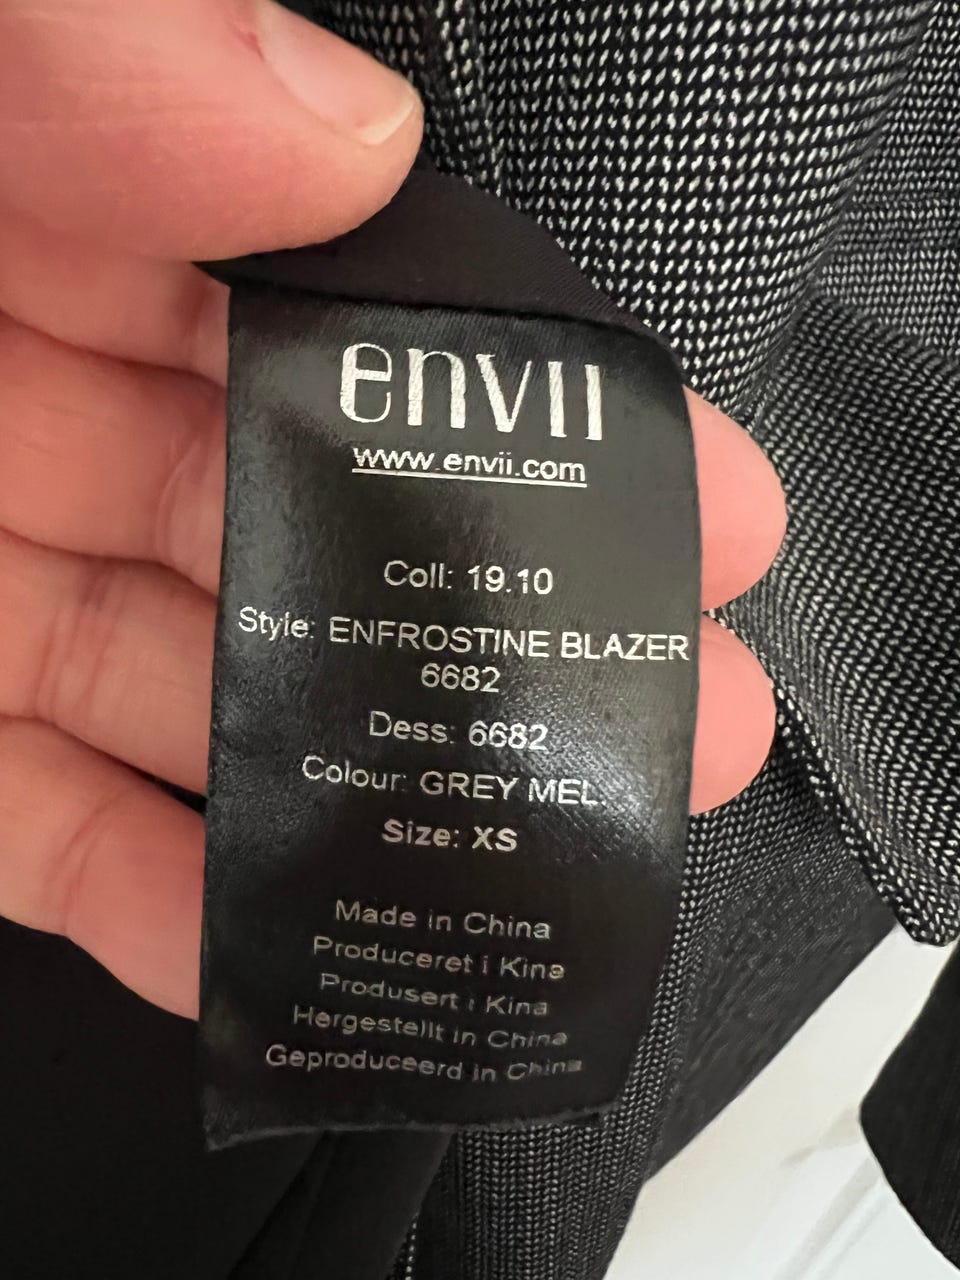 envii
www.envii.com
Coll: 19.10
Style: ENFROSTINE BLAZER
6682
Dess: 6682
Colour: GREY MEL.
Size: XS
Made in China
Produceret i Kina
Produsert i Kina
Hergestellt in China
Geproduceerd in China